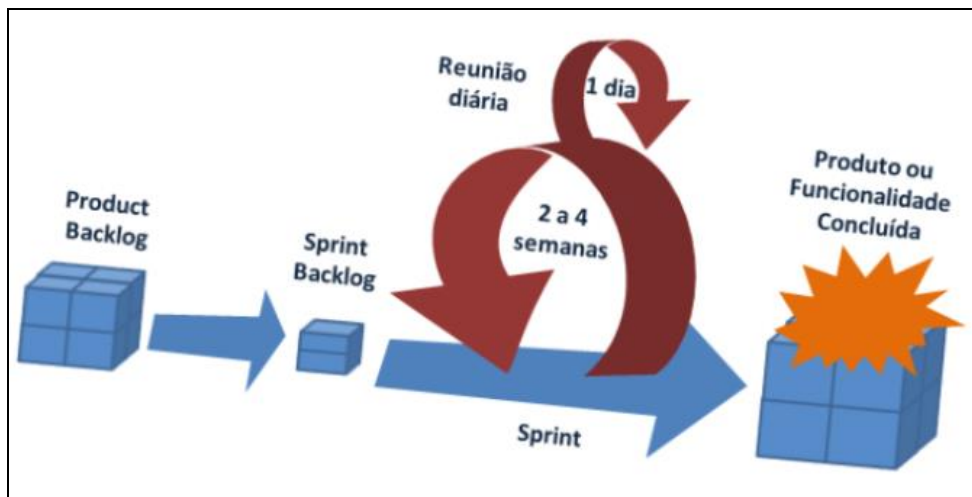 Product
Backlog
Sprint
Backlog
Reunião
diária
1 dia
2 a 4
semanas
Sprint
Produto ou
Funcionalidade
Concluída